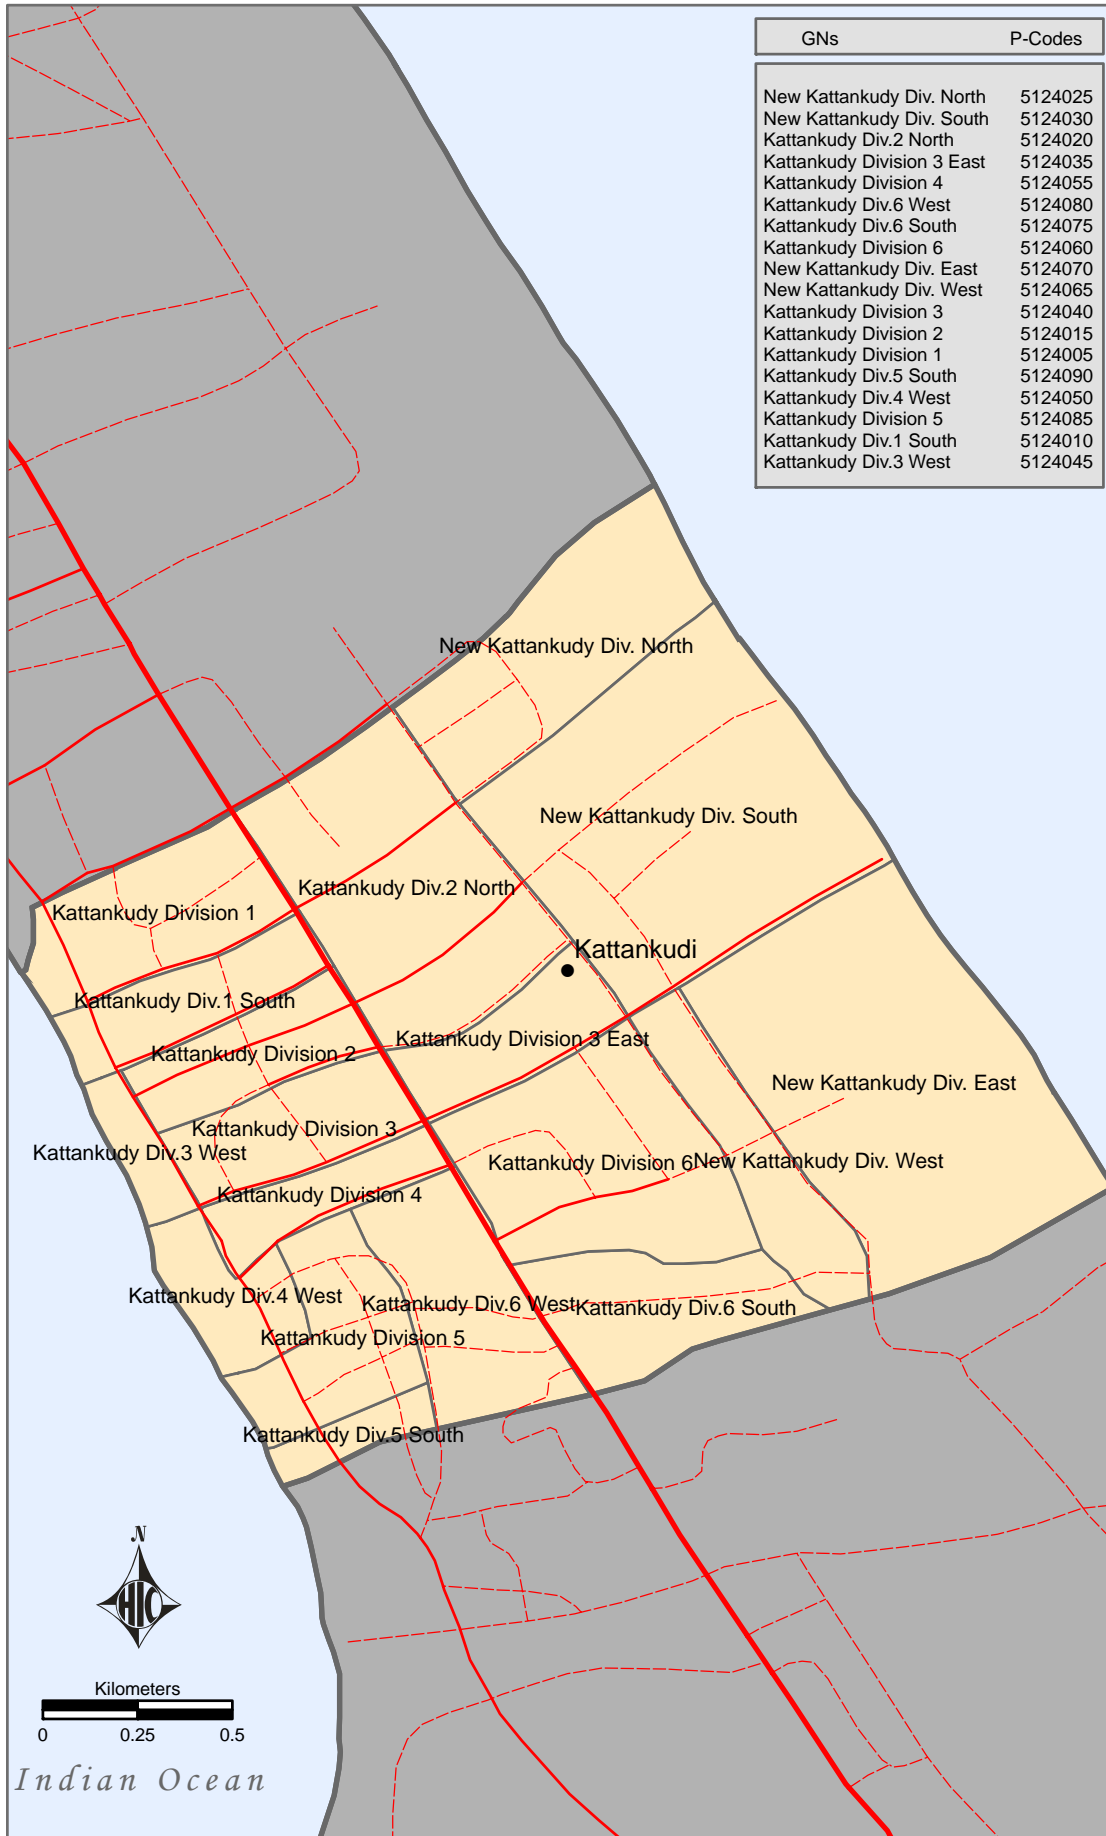 GNs P-Codes
New Kattankudy Div. North 5124025
New Kattankudy Div. South 5124030
Kattankudy Div.2 North 5124020
Kattankudy Division 3 East 5124035
Kattankudy Division 4 5124055
Kattankudy Div.6 West 5124080
Kattankudy Div.6 South 5124075
Kattankudy Division 6 5124060
New Kattankudy Div. East 5124070
New Kattankudy Div. West 5124065
Kattankudy Division 3 5124040
Kattankudy Division 2 5124015
Kattankudy Division 1 5124005
Kattankudy Div.5 South 5124090
Kattankudy Div.4 West 5124050
Kattankudy Division 5 5124085
Kattankudy Div.1 South 5124010
Kattankudy Div.3 West 5124045
New Kattankudy Div. North
New Kattankudy Div. South
Kattankudy Div.2 North
Kattankudy Division 1
Kattankudi
Kattankudy Div.1 South
Kattankudy Division 3 East
Kattankudy Division 2
New Kattankudy Div. East
Kattankudy Division 3
Kattankudy Div.3 West
Kattankudy Division 6
New Kattankudy Div. West
Kattankudy Division 4
Kattankudy Div.4 West
Kattankudy Div.6 West
Kattankudy Div.6 South
Kattankudy Division 5
Kattankudy Div.5 South
N
HIC
Kilometers
0 0.25 0.5
Indian Ocean